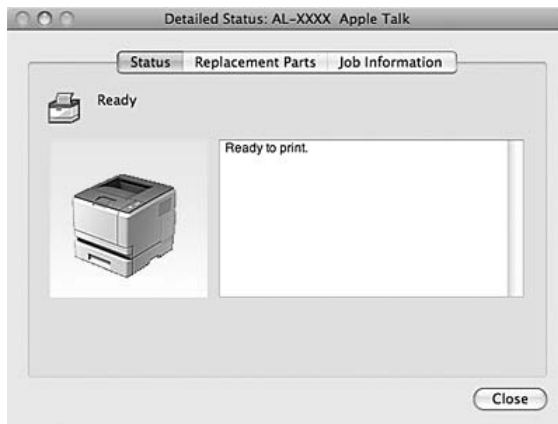 Detailed Status: AL-XXXX Apple Talk
Status Replacement Parts Job Information
Ready
Ready to print.
Close